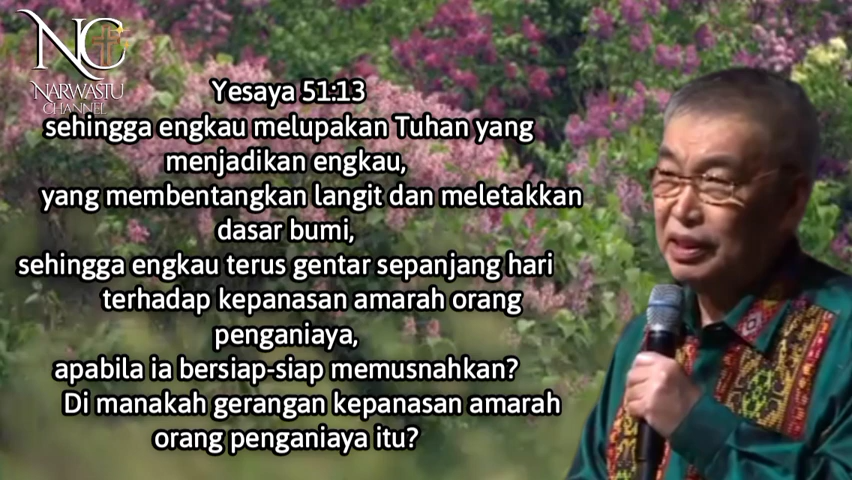 NC
NARWASTU
CHANNEL
Yesaya 51:13
sehingga engkau melupakan Tuhan yang
menjadikan engkau,
yang membentangkan langit dan meletakkan
dasar bumi,
sehingga engkau terus gentar sepanjang hari
terhadap kepanasan amarah orang
penganiaya,
apabila ia bersiap-siap memusnahkan?
Di manakah gerangan kepanasan amarah
orang penganiaya itu?